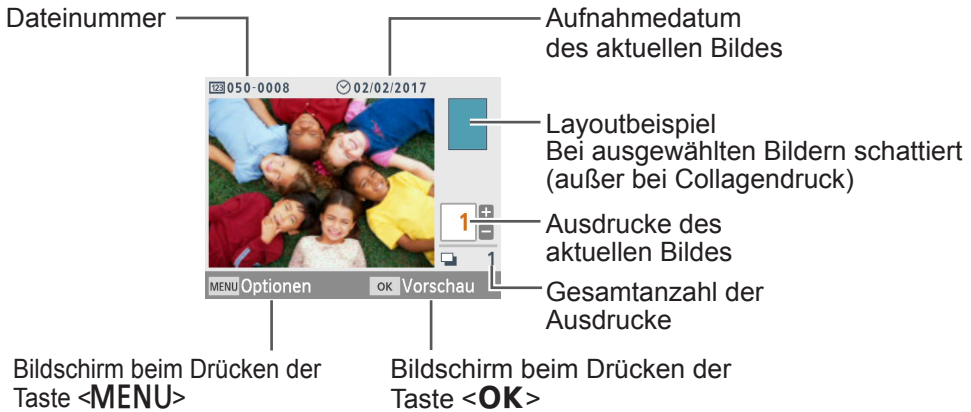 Dateinummer
Aufnahmedatum
des aktuellen Bildes
123 050-0008
02/02/2017
Layoutbeispiel
Bei ausgewählten Bildern schattiert
(außer bei Collagendruck)
1
+
−
Ausdrucke des
aktuellen Bildes
1
Gesamtanzahl der
Ausdrucke
MENU Optionen
OK Vorschau
Bildschirm beim Drücken der
Taste <MENU>
Bildschirm beim Drücken der
Taste <OK>